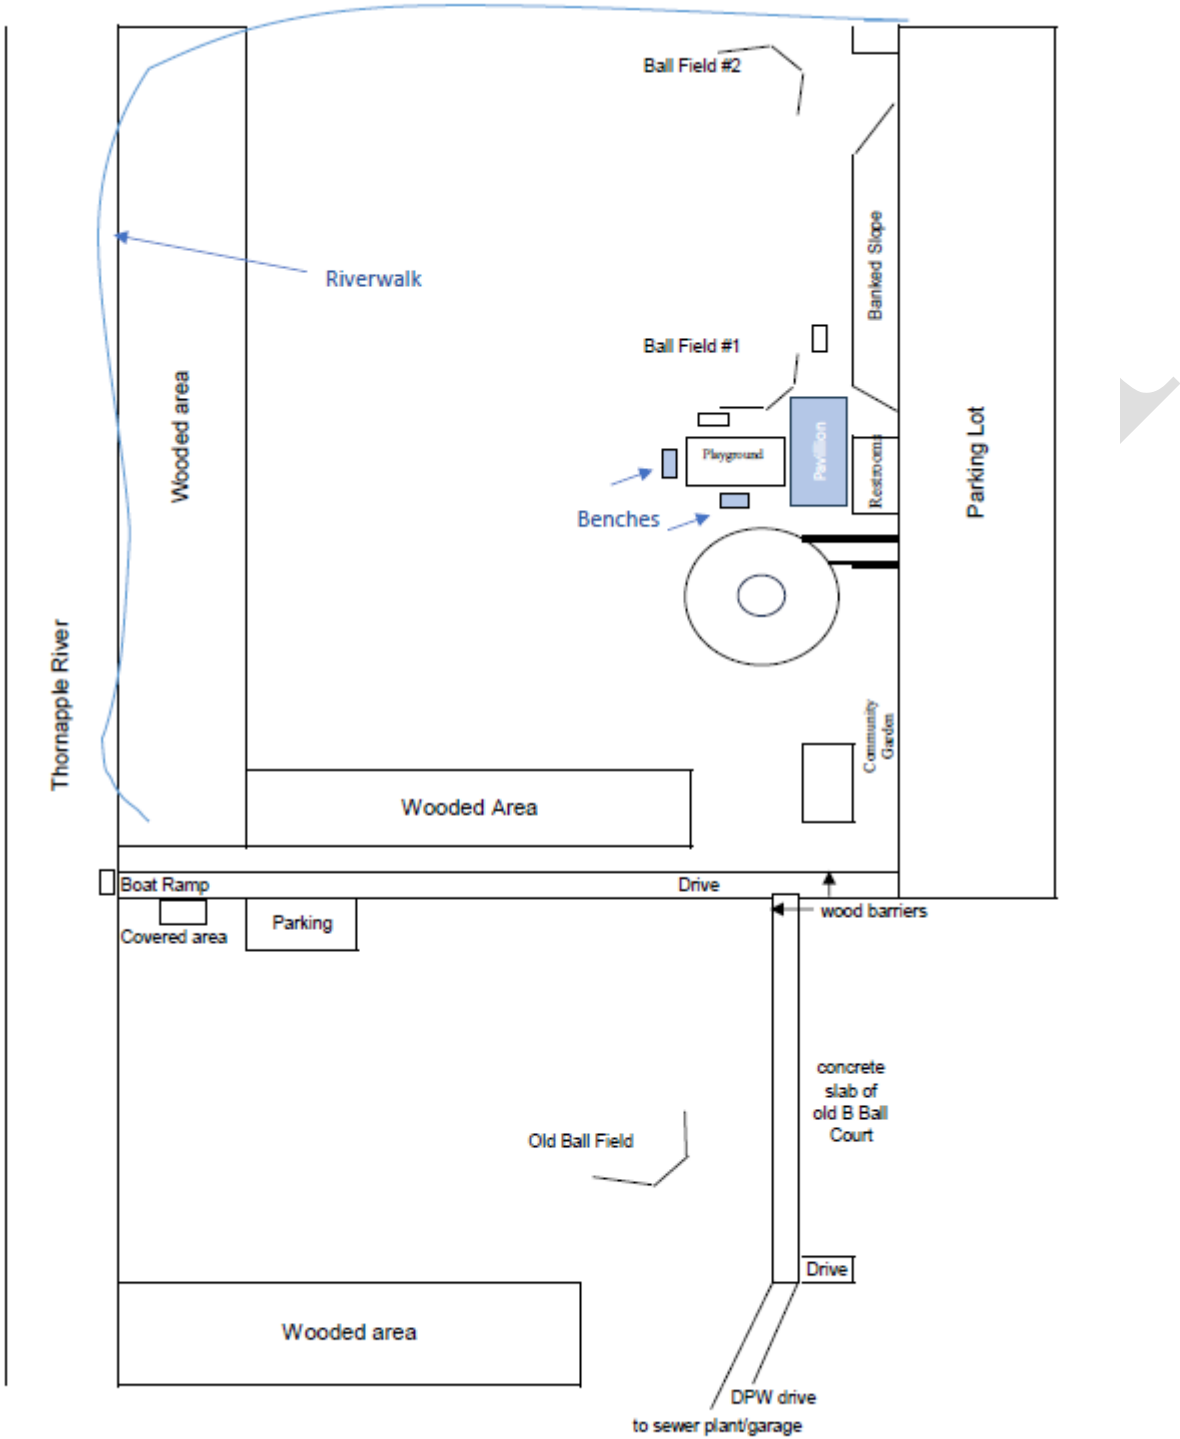 Ball Field #2
Riverwalk
Banked Slope
Ball Field #1
Wooded area
Playground
Pavillion
Restrooms
Parking Lot
Benches
Thornapple River
Community
Garden
Wooded Area
Boat Ramp
Drive
wood barriers
Covered area
Parking
concrete
slab of
old B Ball
Court
Old Ball Field
Drive
Wooded area
DPW drive
to sewer plant/garage